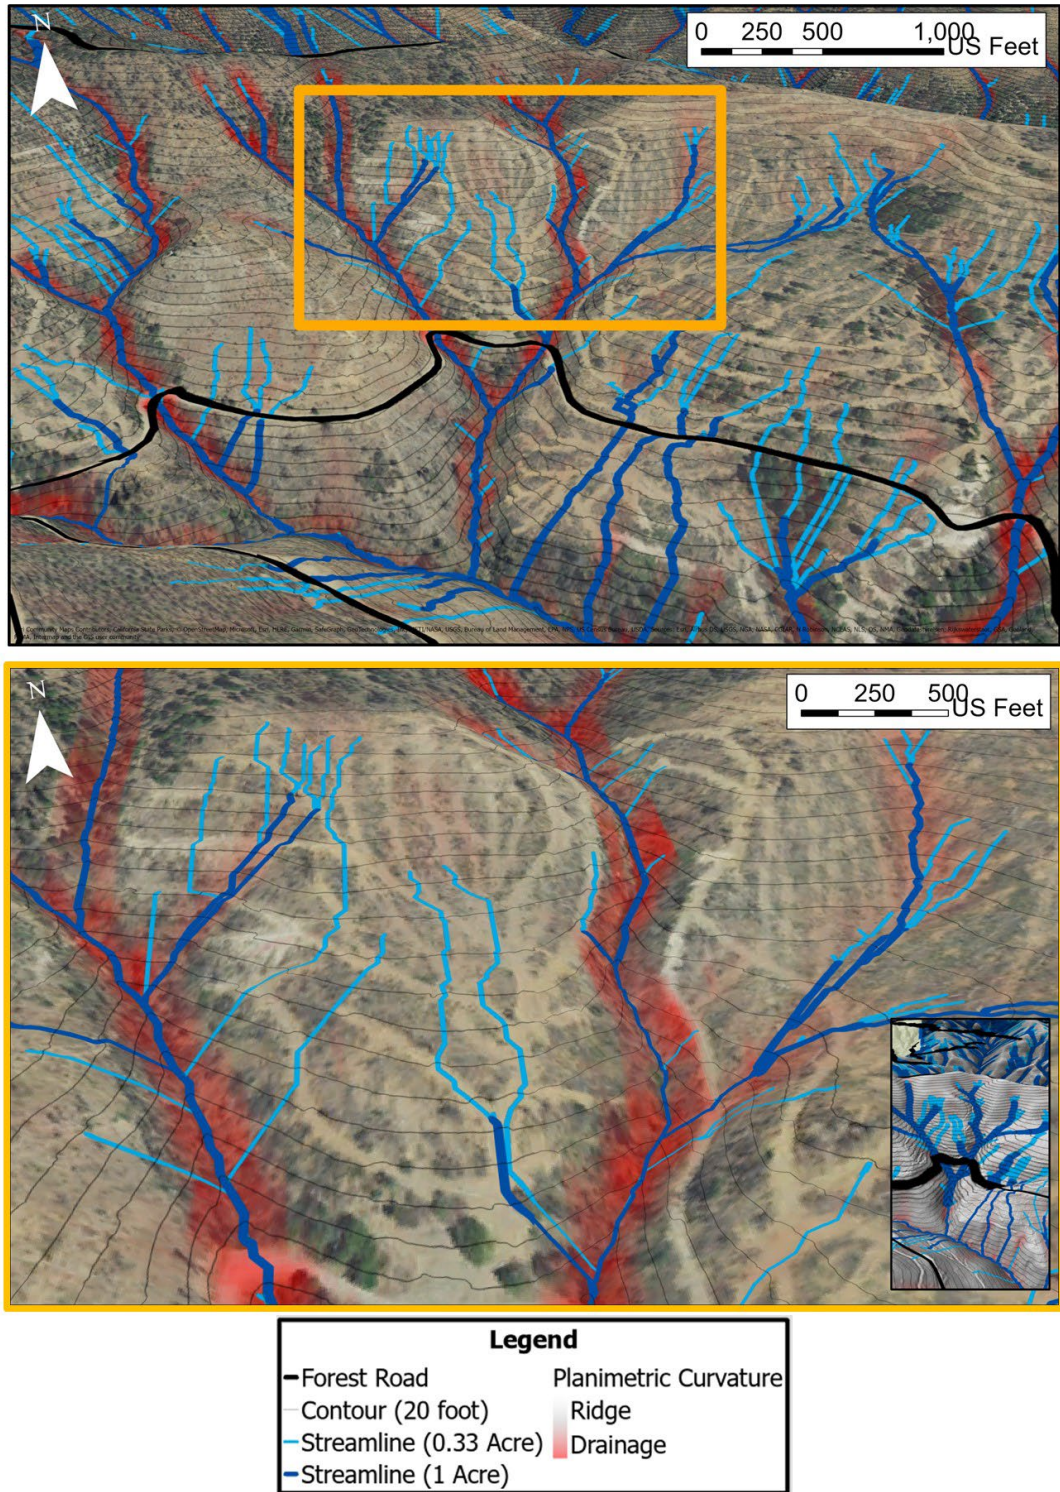 N
0 250 500 1,000
US Feet
N
0 250 500
US Feet
Legend
Forest Road
Contour (20 foot)
Streamline (0.33 Acre)
Streamline (1 Acre)
Planimetric Curvature
Ridge
Drainage